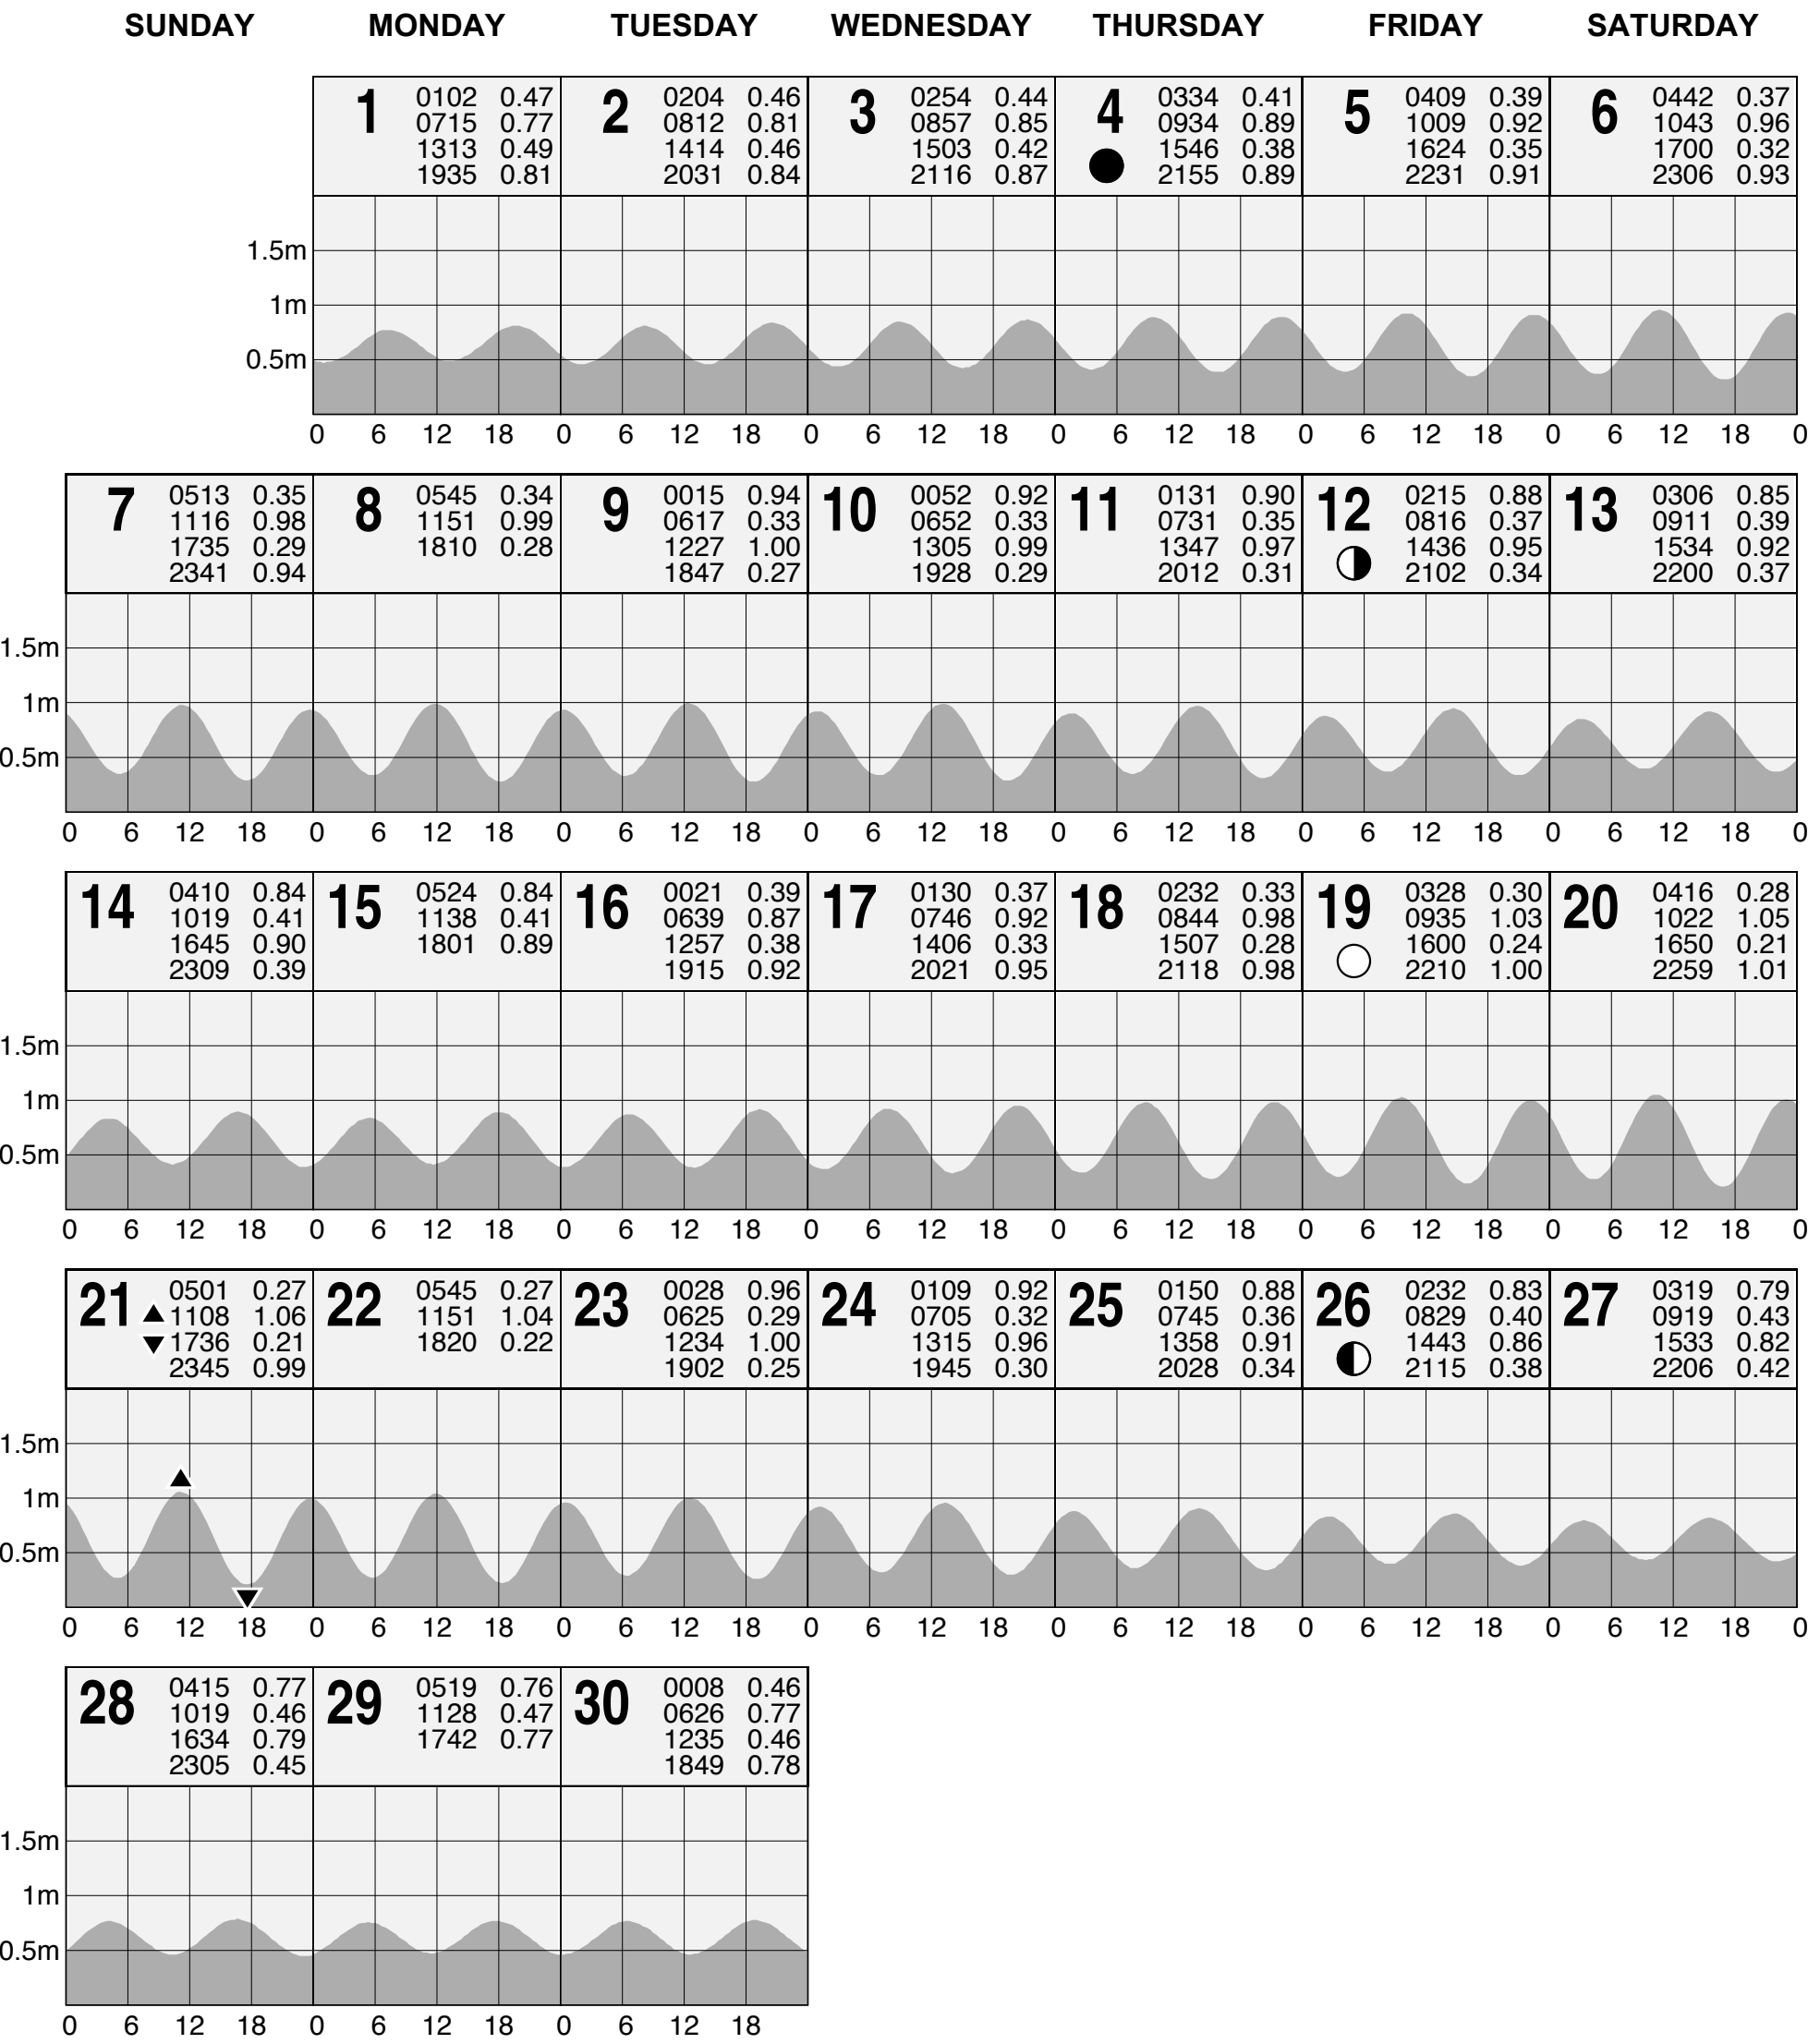 SUNDAY MONDAY TUESDAY WEDNESDAY THURSDAY FRIDAY SATURDAY
1 0102 0.47 2 0204 0.46 3 0254 0.44 4 0334 0.41 5 0409 0.39 6 0442 0.37
0715 0.77 0812 0.81 0857 0.85 0934 0.89 1009 0.92 1043 0.96
1313 0.49 1414 0.46 1503 0.42 1546 0.38 1624 0.35 1700 0.32
1935 0.81 2031 0.84 2116 0.87 2155 0.89 2231 0.91 2306 0.93
1.5m
1m
0.5m
0 6 12 18 0 6 12 18 0 6 12 18 0 6 12 18 0 6 12 18 0 6 12 18 0
7 0513 0.35 8 0545 0.34 9 0015 0.94 10 0052 0.92 11 0131 0.90 12 0215 0.88 13 0306 0.85
1116 0.98 1151 0.99 0617 0.33 0652 0.33 0731 0.35 0816 0.37 0911 0.39
1735 0.29 1810 0.28 1227 1.00 1305 0.99 1347 0.97 1436 0.95 1534 0.92
2341 0.94 1847 0.27 1928 0.29 2012 0.31 2102 0.34 2200 0.37
1.5m
1m
0.5m
0 6 12 18 0 6 12 18 0 6 12 18 0 6 12 18 0 6 12 18 0 6 12 18 0 6 12 18 0
14 0410 0.84 15 0524 0.84 16 0021 0.39 17 0130 0.37 18 0232 0.33 19 0328 0.30 20 0416 0.28
1019 0.41 1138 0.41 0639 0.87 0746 0.92 0844 0.98 0935 1.03 1022 1.05
1645 0.90 1801 0.89 1257 0.38 1406 0.33 1507 0.28 1600 0.24 1650 0.21
2309 0.39 1915 0.92 2021 0.95 2118 0.98 2210 1.00 2259 1.01
1.5m
1m
0.5m
0 6 12 18 0 6 12 18 0 6 12 18 0 6 12 18 0 6 12 18 0 6 12 18 0 6 12 18 0
21 0501 0.27 22 0545 0.27 23 0028 0.96 24 0109 0.92 25 0150 0.88 26 0232 0.83 27 0319 0.79
1108 1.06 1151 1.04 0625 0.29 0705 0.32 0745 0.36 0829 0.40 0919 0.43
1736 0.21 1820 0.22 1234 1.00 1315 0.96 1358 0.91 1443 0.86 1533 0.82
2345 0.99 1902 0.25 1945 0.30 2028 0.34 2115 0.38 2206 0.42
1.5m
1m
0.5m
0 6 12 18 0 6 12 18 0 6 12 18 0 6 12 18 0 6 12 18 0 6 12 18 0 6 12 18 0
28 0415 0.77 29 0519 0.76 30 0008 0.46
1019 0.46 1128 0.47 0626 0.77
1634 0.79 1742 0.77 1235 0.46
2305 0.45 1849 0.78
1.5m
1m
0.5m
0 6 12 18 0 6 12 18 0 6 12 18